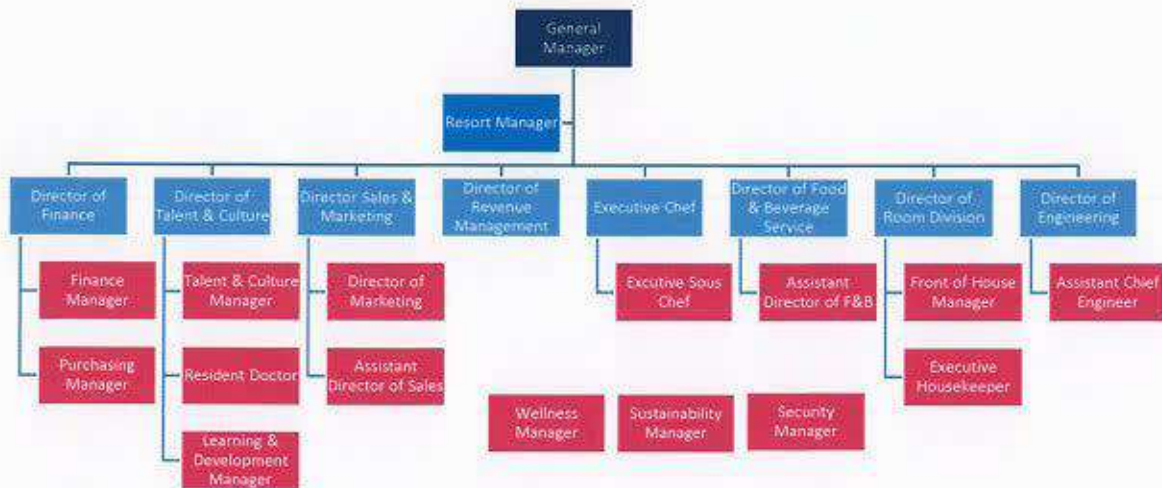 General
Manager
Resort Manager
Director of
Finance
Director of
Talent & Culture
Director Sales &
Marketing
Director of
Revenue
Management
Executive Chef
Director of Food
& Beverage
Service
Director of
Room Division
Director of
Engineering
Finance
Manager
Talent & Culture
Manager
Director of
Marketing
Excutive Sous
Chef
Assistant
Director of F&B
Front of House
Manager
Assistant Chief
Engineer
Purchasing
Manager
Resident Doctor
Assistant
Director of Sales
Executive
Housekeeper
Wellness
Manager
Sustainability
Manager
Security
Manager
Learning &
Development
Manager